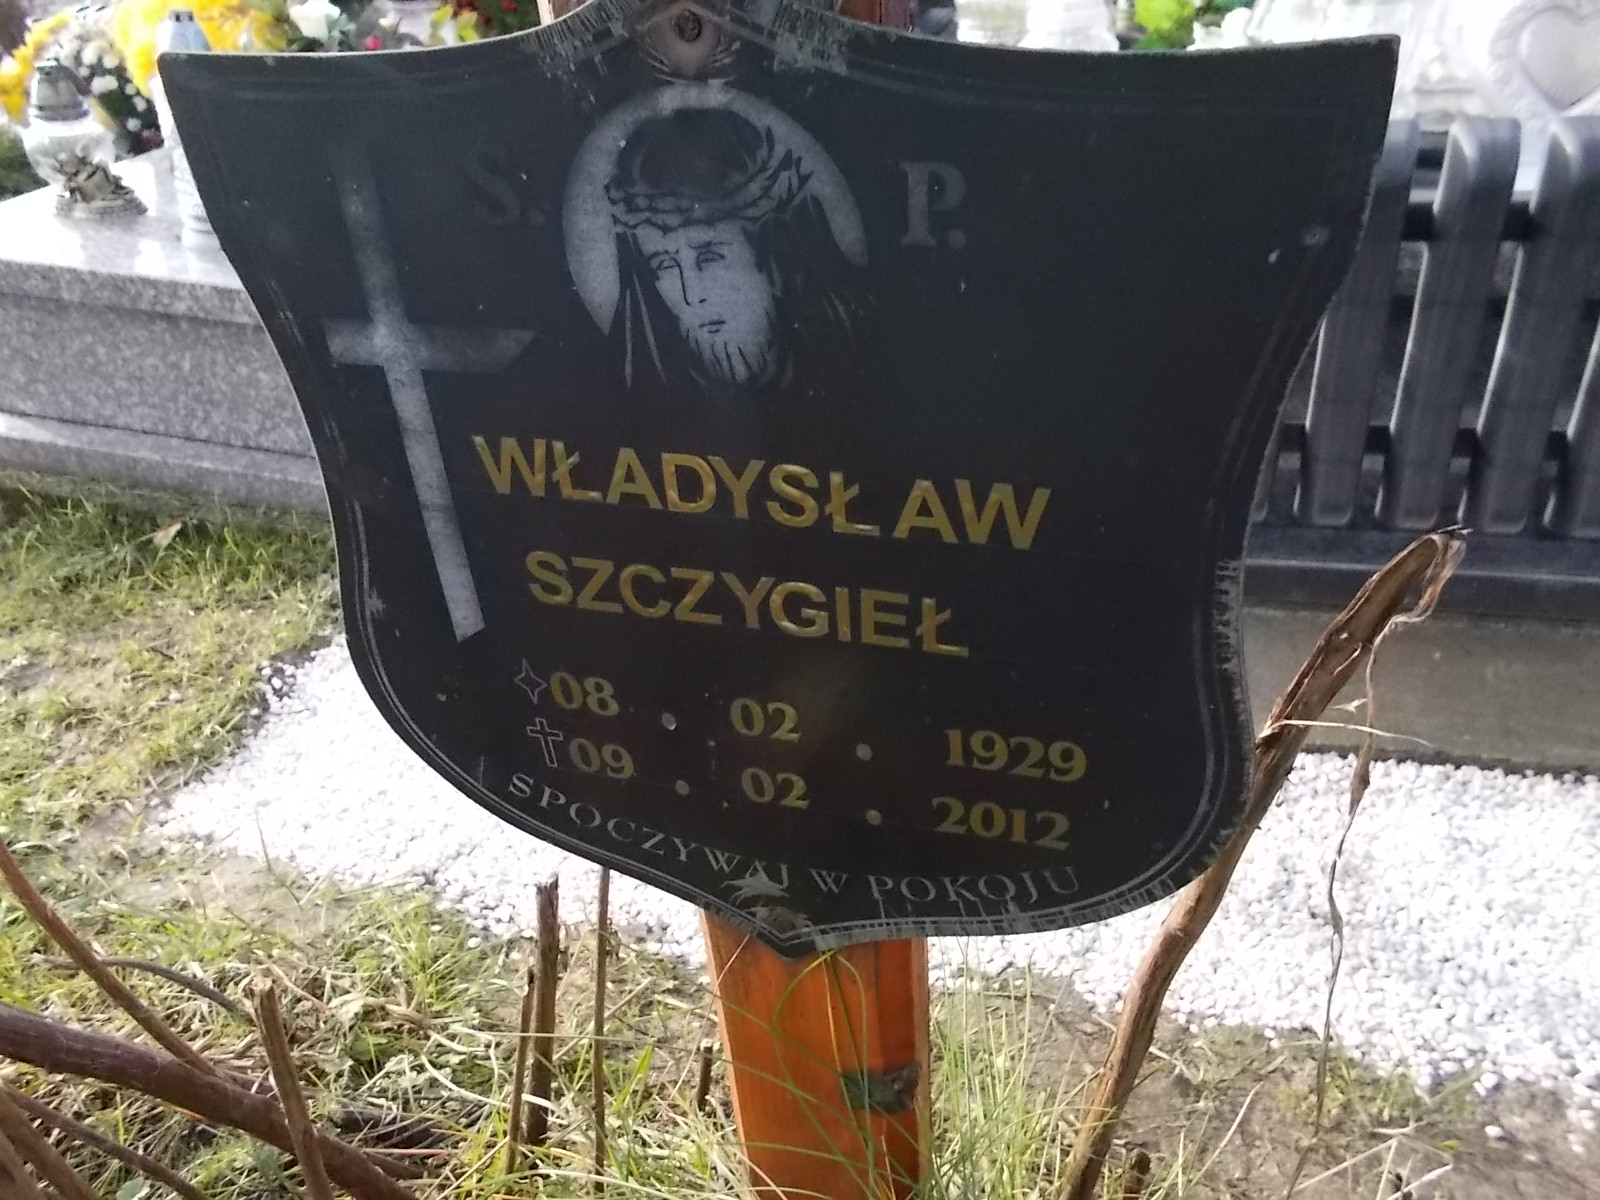 S. P.
WŁADYSŁAW
SZCZYGIEŁ
08 . 02 . 1929
09 . 02 . 2012
SPOCZYWAJ W POKOJU